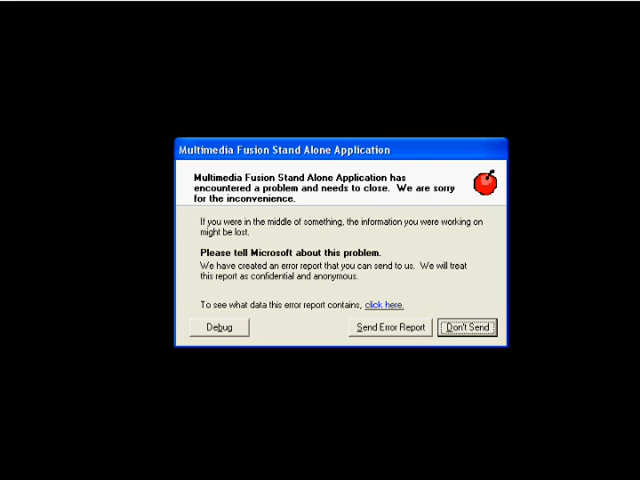 Multimedia Fusion Stand Alone Application
Multimedia Fusion Stand Alone Application has
encountered a problem and needs to close. We are sorry
for the inconvenience.
If you were in the middle of something, the information you were working on
might be lost.
Please tell Microsoft about this problem.
We have created an error report that you can send to us. We will treat
this report as confidential and anonymous.
To see what data this error report contains, click here.
Debug
Send Error Report
Don't Send